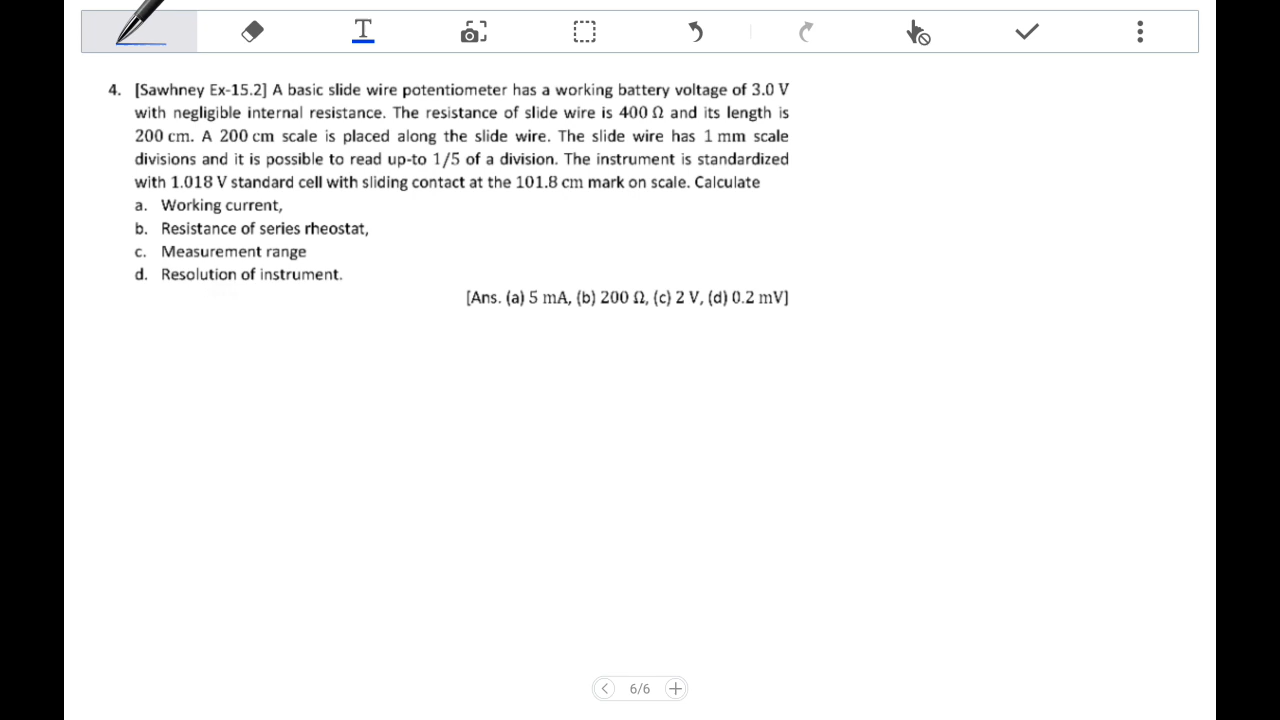 T
4. [Sawhney Ex-15.2] A basic slide wire potentiometer has a working battery voltage of 3.0 V
with negligible internal resistance. The resistance of slide wire is 400 Ω and its length is
200 cm. A 200 cm scale is placed along the slide wire. The slide wire has 1 mm scale
divisions and it is possible to read up-to 1/5 of a division. The instrument is standardized
with 1.018 V standard cell with sliding contact at the 101.8 cm mark on scale. Calculate
a. Working current,
b. Resistance of series rheostat,
c. Measurement range
d. Resolution of instrument.
[Ans. (a) 5 mA, (b) 200 Ω, (c) 2 V, (d) 0.2 mV]
6/6